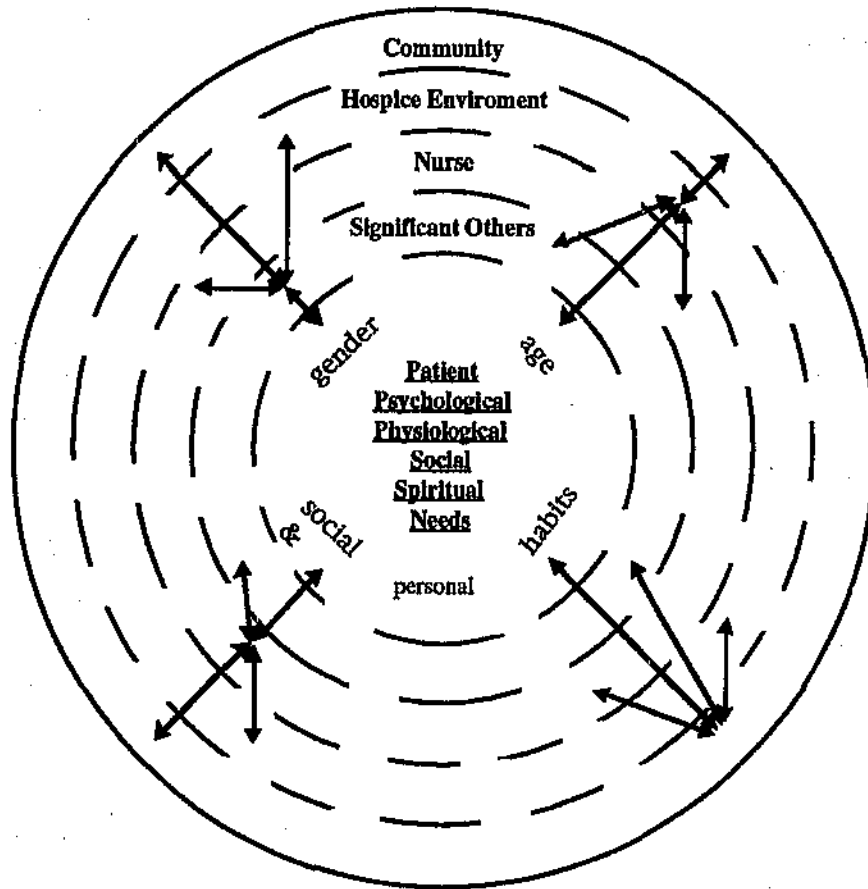 Community
Hospice Enviroment
Nurse
Significant Others
gender
age
Patient
Psychological
Physiological
Social
Spiritual
Needs
& social
habits
personal